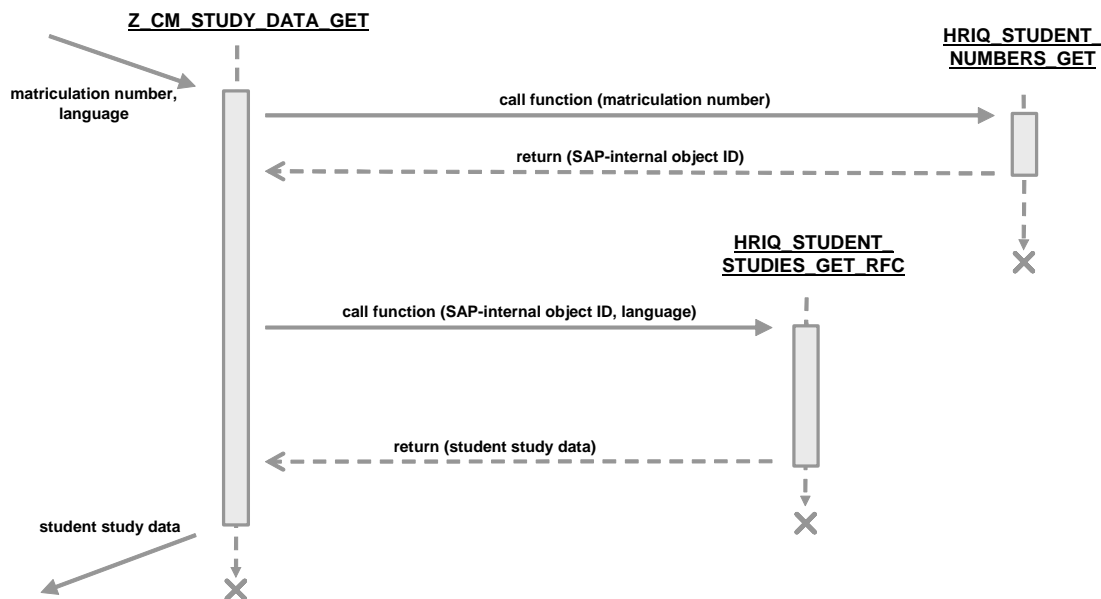 Z_CM_STUDY_DATA_GET
HRIQ_STUDENT_
NUMBERS_GET
matriculation number,
language
call function (matriculation number)
return (SAP-internal object ID)
HRIQ_STUDENT_
STUDIES_GET_RFC
call function (SAP-internal object ID, language)
return (student study data)
student study data